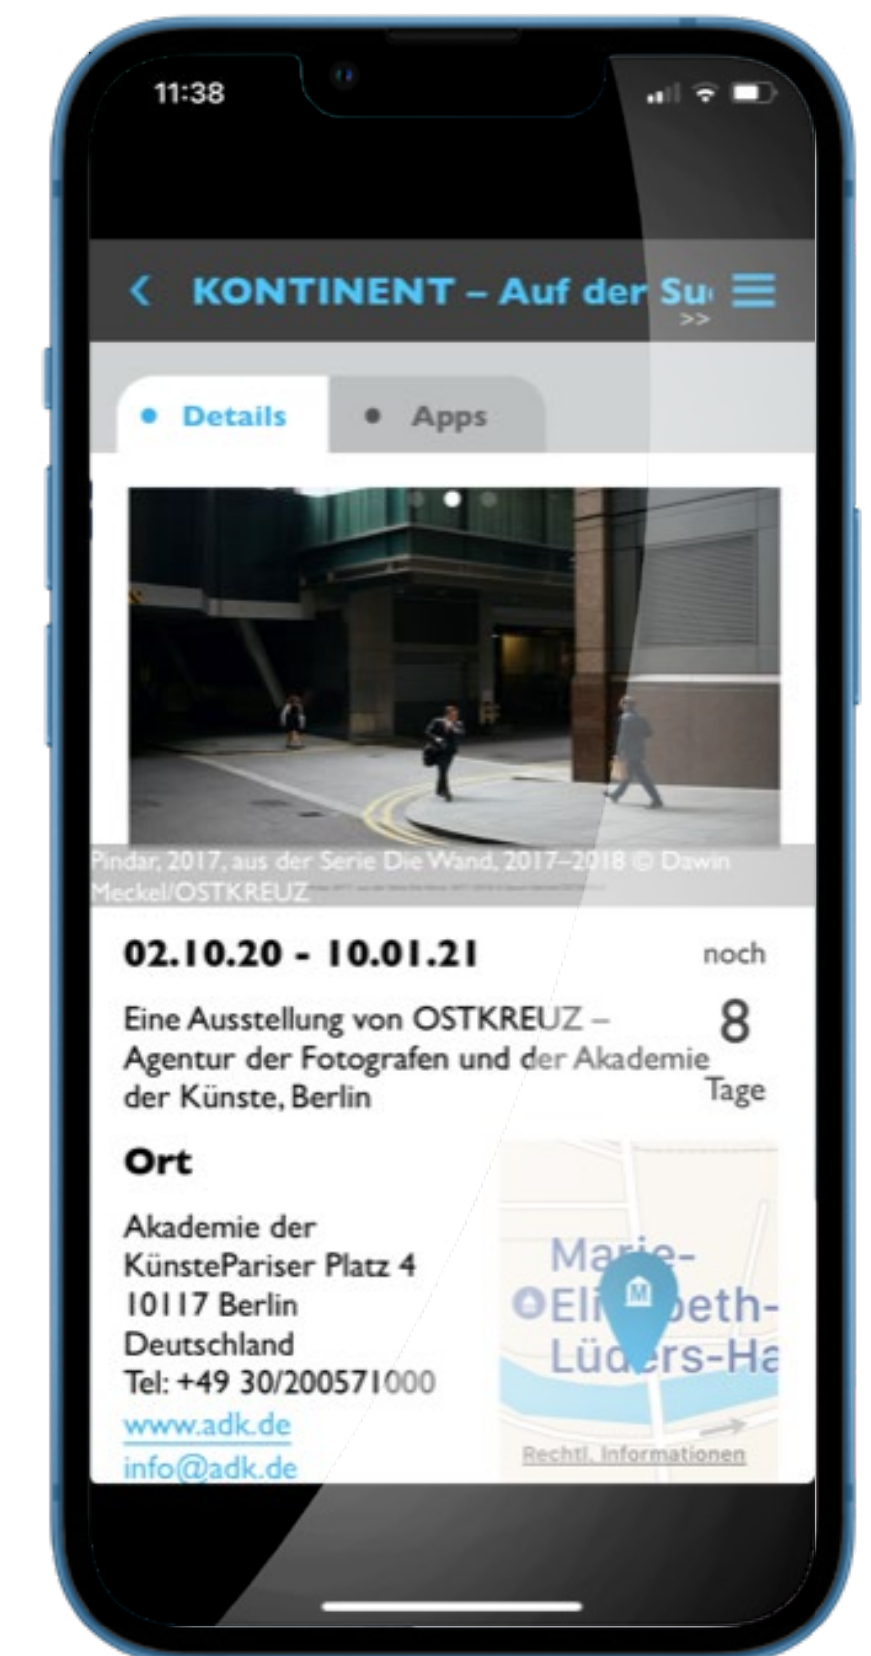 11:38
KONTINENT – Auf der Su
>>
Details
Apps
Pindar, 2017, aus der Serie Die Wand, 2017–2018 © Dawin
Meckel/OSTKREUZ
02.10.20 - 10.01.21
noch
8
Tage
Eine Ausstellung von OSTKREUZ –
Agentur der Fotografen und der Akademie
der Künste, Berlin
Ort
Akademie der
KünstePariser Platz 4
10117 Berlin
Deutschland
Tel: +49 30/200571000
www.adk.de
info@adk.de
Marie-
eth-
Lüders-Ha
M
Rechtl. Informationen